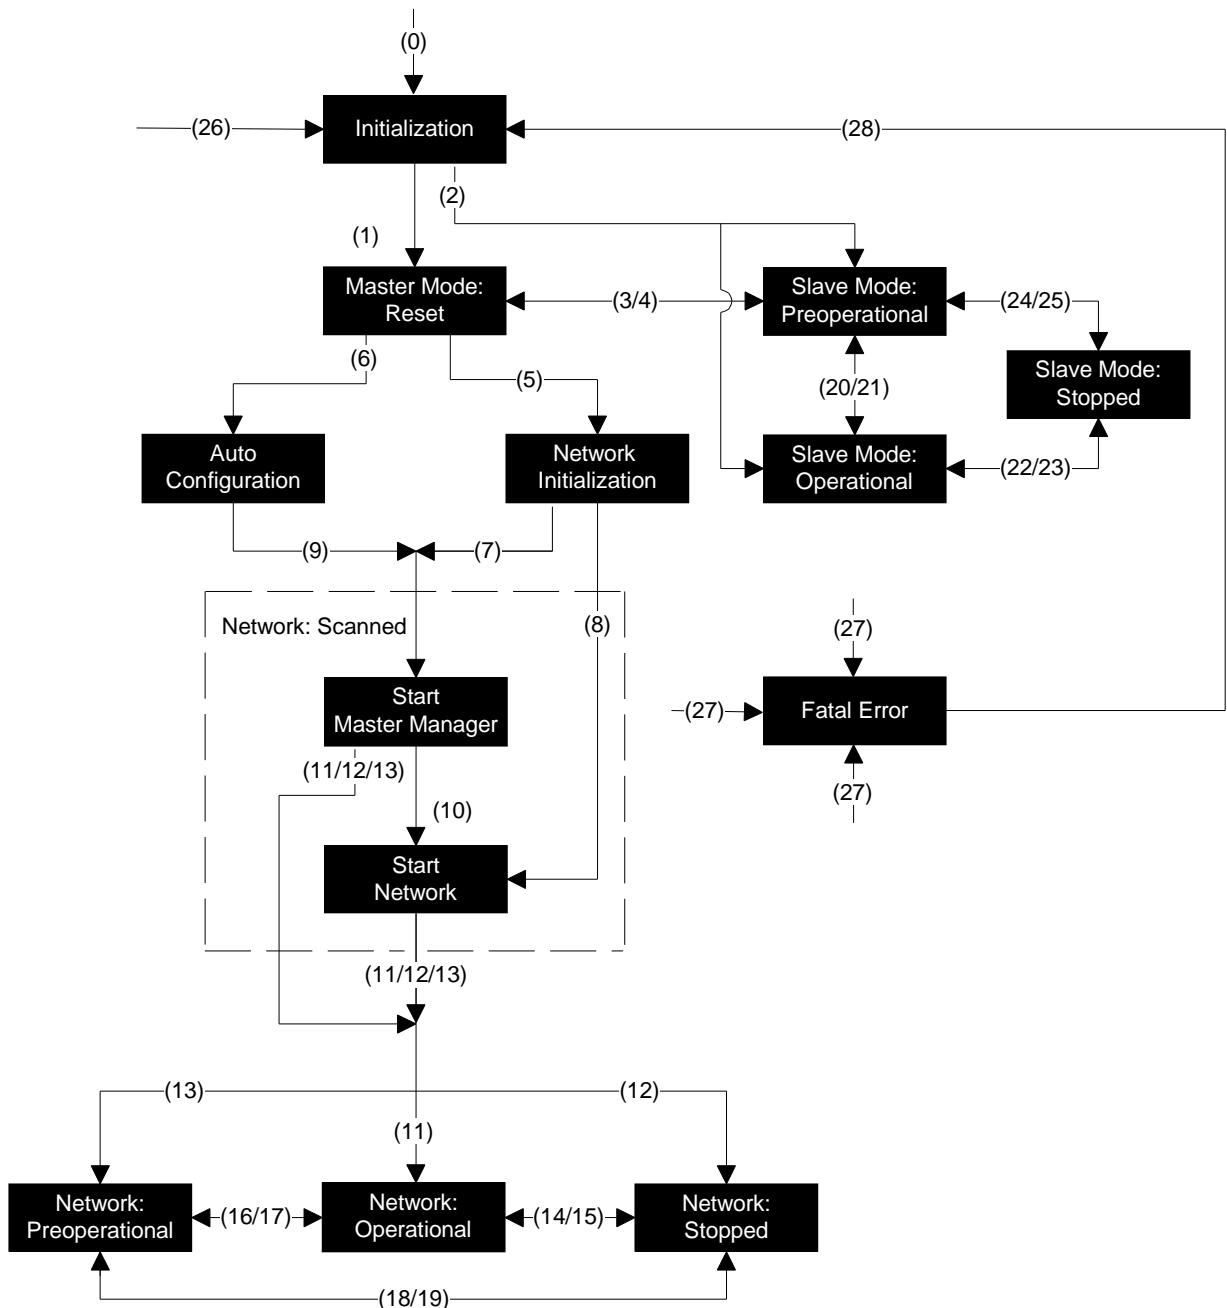 (0)
Initialization
(26)
(28)
(2)
(1)
Master Mode:
Reset
(3/4)
Slave Mode:
Preoperational
(24/25)
(6)
(5)
(20/21)
Slave Mode:
Stopped
Auto
Configuration
Network
Initialization
Slave Mode:
Operational
(22/23)
(9)
(7)
Network: Scanned
(8)
(27)
Start
Master Manager
(27)
Fatal Error
(11/12/13)
(10)
(27)
Start
Network
(11/12/13)
(13)
(12)
(11)
Network:
Preoperational
(16/17)
Network:
Operational
(14/15)
Network:
Stopped
(18/19)